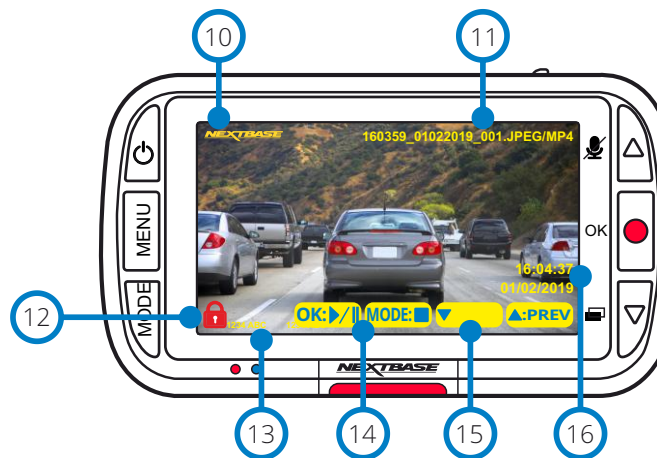 10
11
NEXTBASE
160359_01022019_001.JPEG/MP4
MENU
OK
16:04:37
01/02/2019
MODE
12
OK: ▶/II MODE: ■ ▼ ▲:PREV
NEXTBASE
13
14
15
16